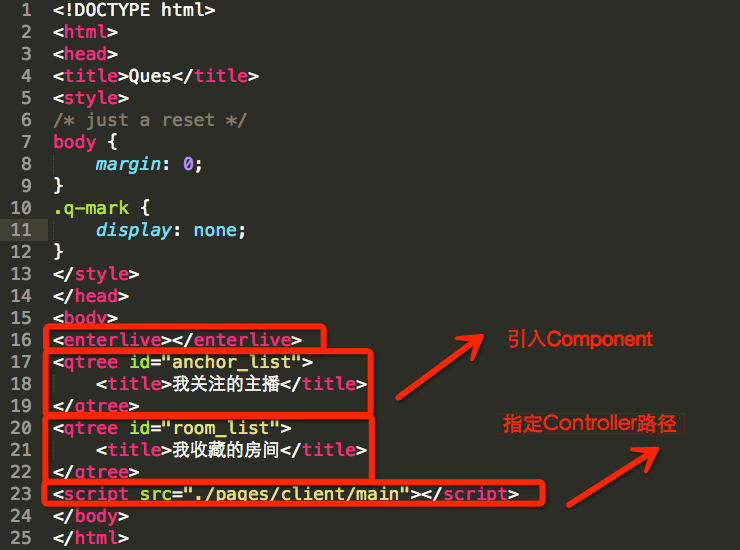 1 <!DOCTYPE html>
2 <html>
3 <head>
4 <title>Ques</title>
5 <style>
6 /* just a reset */
7 body {
8     margin: 0;
9 }
10 .q-mark {
11     display: none;
12 }
13 </style>
14 </head>
15 <body>
16 <enterlive></enterlive>
引入Component
17 <qtree id="anchor_list">
18     <title>我关注的主播</title>
19 </qtree>
20 <qtree id="room_list">
指定Controller路径
21     <title>我收藏的房间</title>
22 </qtree>
23 <script src="./pages/client/main"></script>
24 </body>
25 </html>